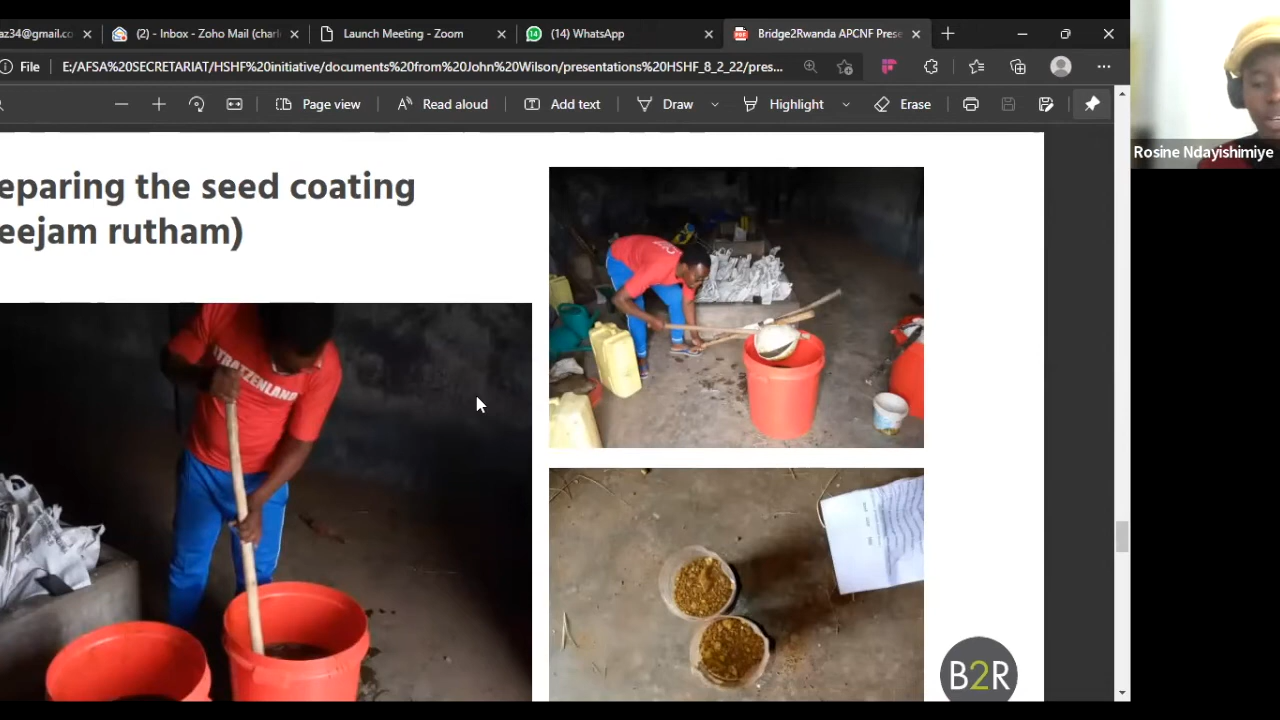 az34@gmail.co
(2) - Inbox - Zoho Mail (charl
Launch Meeting - Zoom
(14) WhatsApp
Bridge2Rwanda APCNF Prese
File
E:/AFSA%20SECRETARIAT/HSHF%20initiative/documents%20from%20John%20Wilson/presentations%20HSHF_8_2_22/pres...
Page view
Read aloud
Add text
Draw
Highlight
Erase
Rosine Ndayishimiye
eparing the seed coating
eejam rutham)
TRATZENLAND
B2R